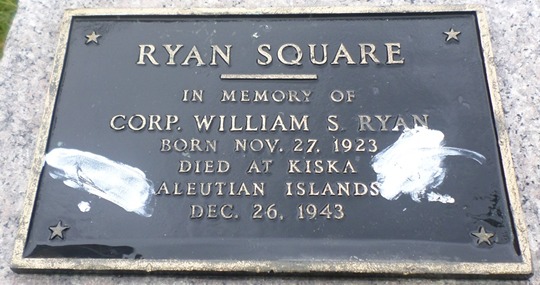 RYAN SQUARE
IN MEMORY OF
CORP. WILLIAM S. RYAN
BORN NOV. 27, 1923
DIED AT KISKA
ALEUTIAN ISLANDS
DEC. 26, 1943